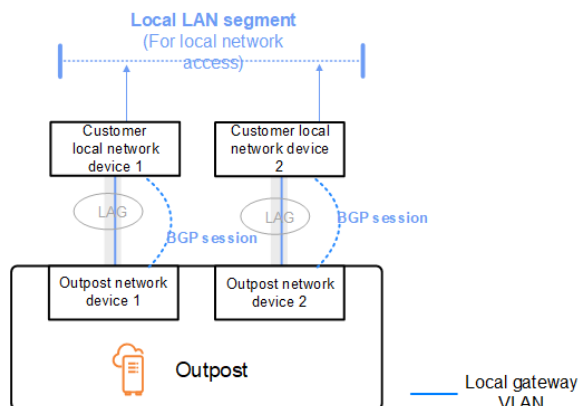 Local LAN segment
(For local network
access)
Customer
local network
device 1
Customer local
network device
2
LAG
LAG
BGP session
BGP session
Outpost network
device 1
Outpost network
device 2
Outpost
Local gateway
VLAN